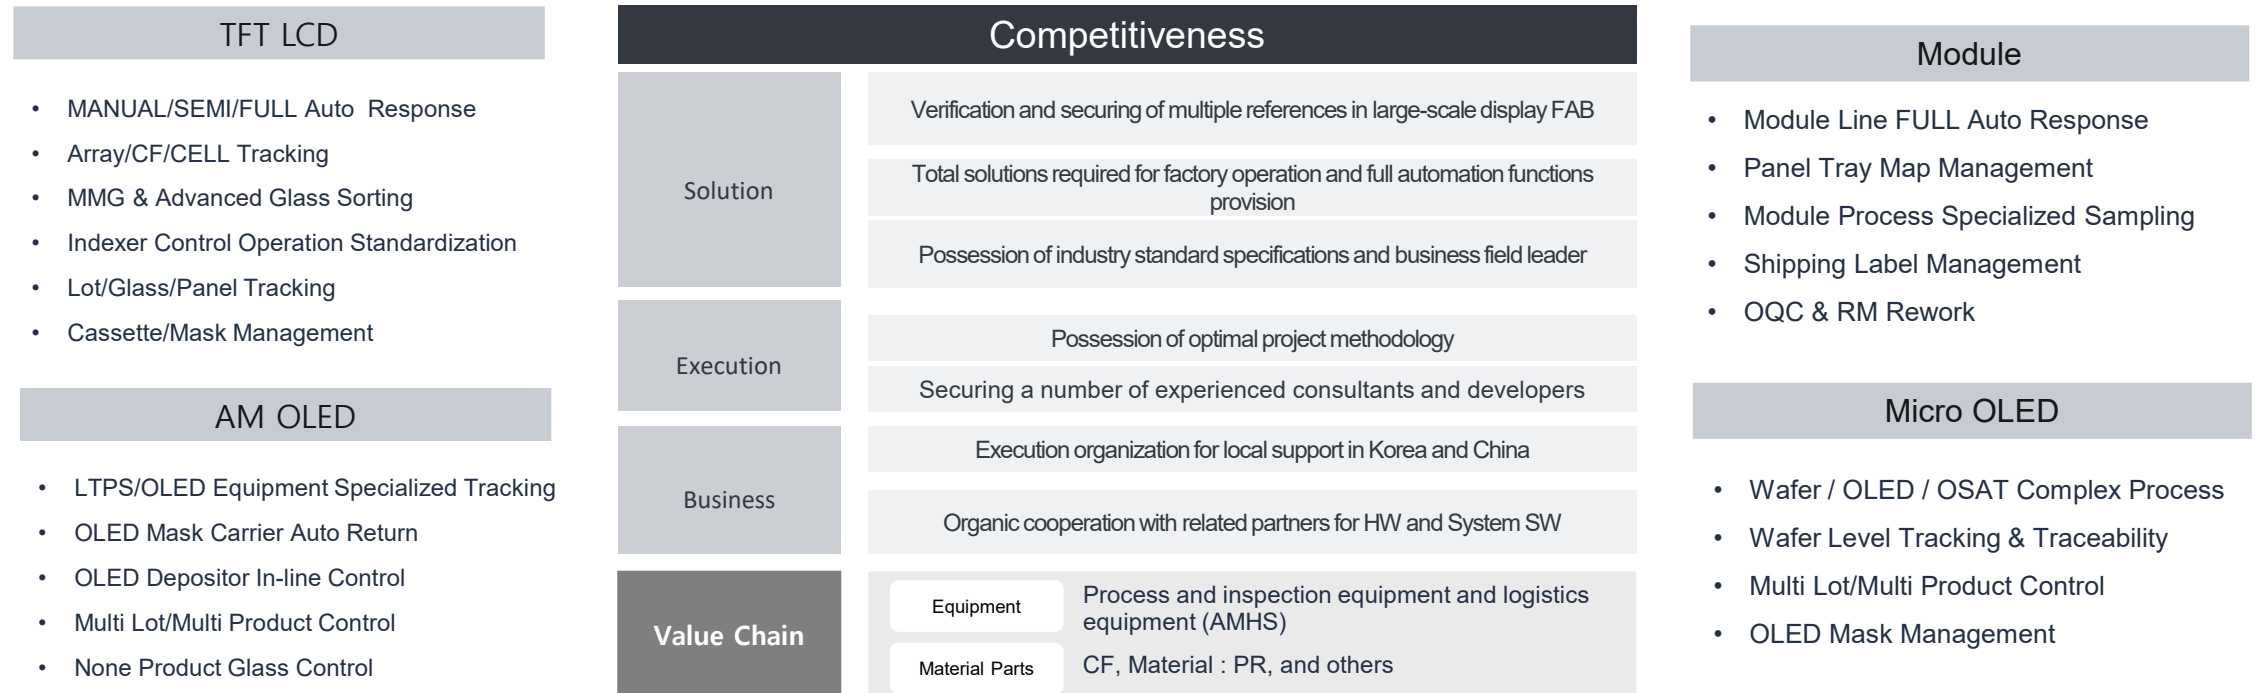 TFT LCD
• MANUAL/SEMI/FULL Auto Response
• Array/CF/CELL Tracking
• MMG & Advanced Glass Sorting
• Indexer Control Operation Standardization
• Lot/Glass/Panel Tracking
• Cassette/Mask Management
AM OLED
• LTPS/OLED Equipment Specialized Tracking
• OLED Mask Carrier Auto Return
• OLED Depositor In-line Control
• Multi Lot/Multi Product Control
• None Product Glass Control
Competitiveness
Solution
Verification and securing of multiple references in large-scale display FAB
Total solutions required for factory operation and full automation functions
provision
Possession of industry standard specifications and business field leader
Execution
Possession of optimal project methodology
Securing a number of experienced consultants and developers
Business
Execution organization for local support in Korea and China
Organic cooperation with related partners for HW and System SW
Value Chain
Equipment
Process and inspection equipment and logistics
equipment (AMHS)
Material Parts
CF, Material : PR, and others
Module
• Module Line FULL Auto Response
• Panel Tray Map Management
• Module Process Specialized Sampling
• Shipping Label Management
• OQC & RM Rework
Micro OLED
• Wafer / OLED / OSAT Complex Process
• Wafer Level Tracking & Traceability
• Multi Lot/Multi Product Control
• OLED Mask Management